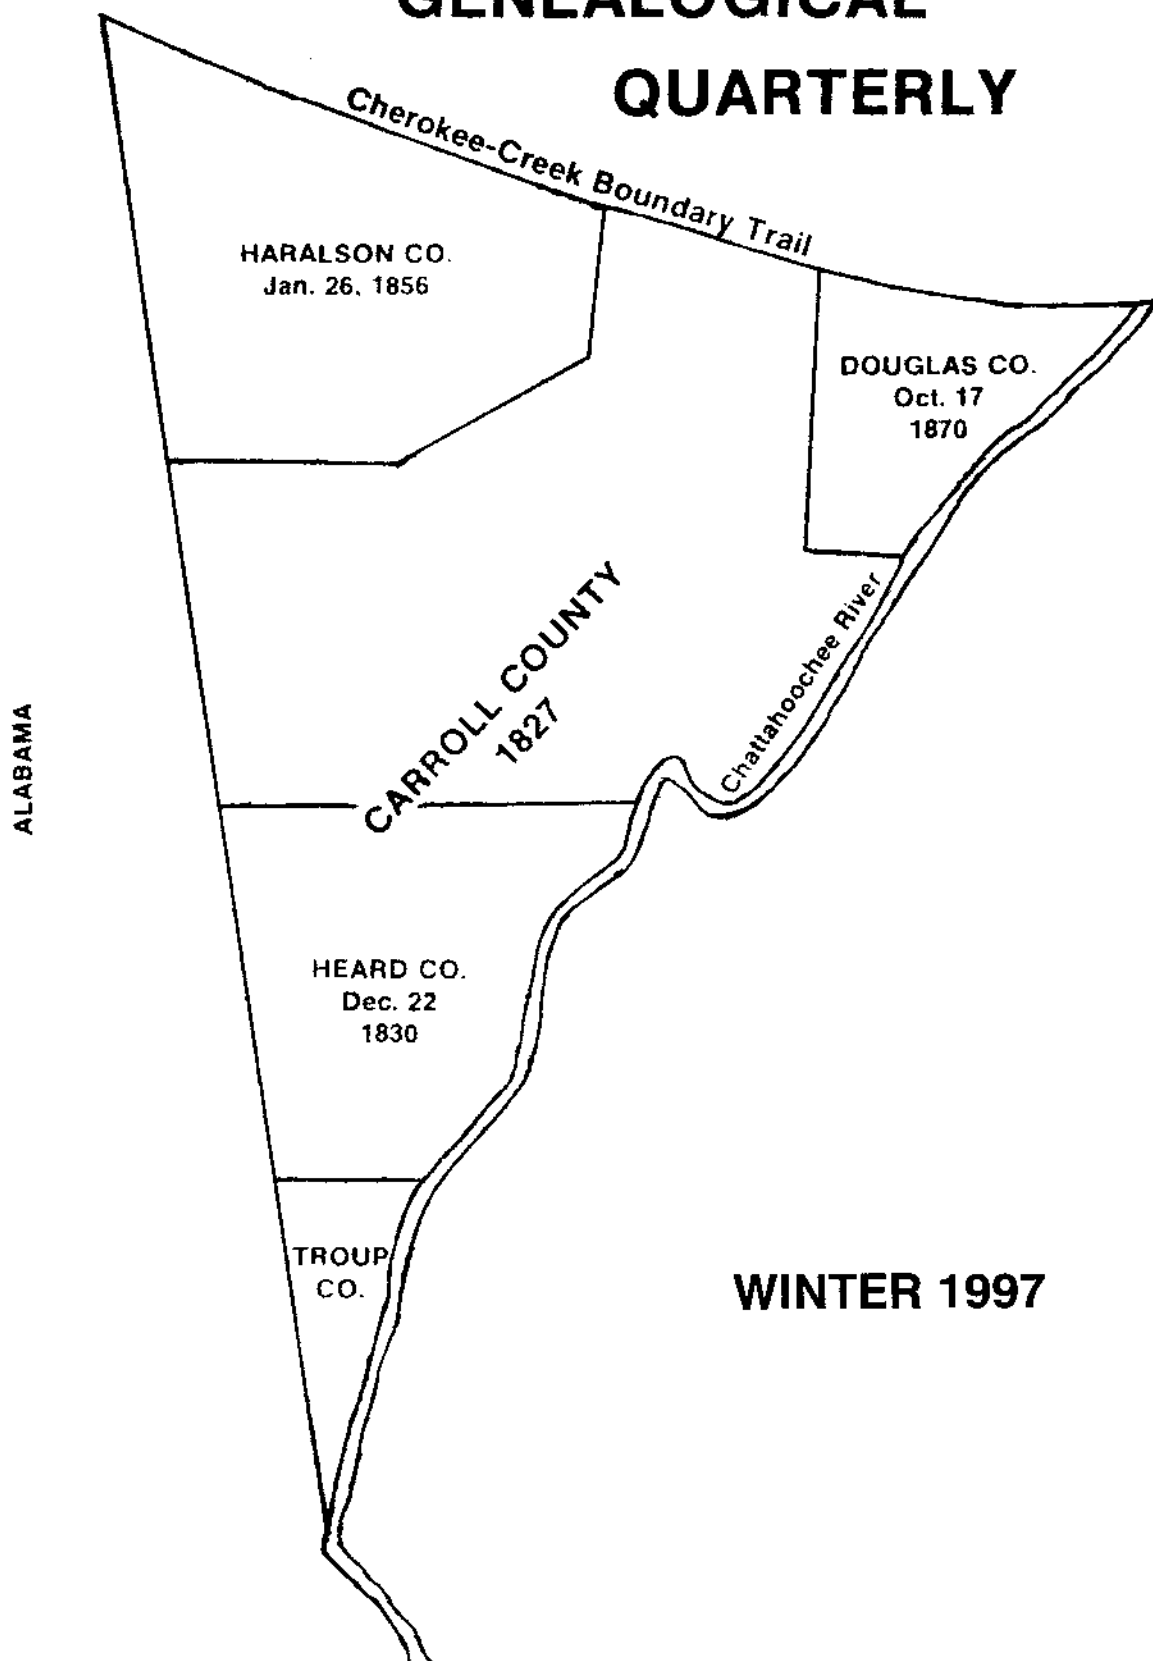 GENEALOGICAL
QUARTERLY
Cherokee-Creek Boundary Trail
HARALSON CO.
Jan. 26, 1856
DOUGLAS CO.
Oct. 17
1870
Chattahoochee River
CARROLL COUNTY
1827
ALABAMA
HEARD CO.
Dec. 22
1830
TROUP
CO.
WINTER 1997